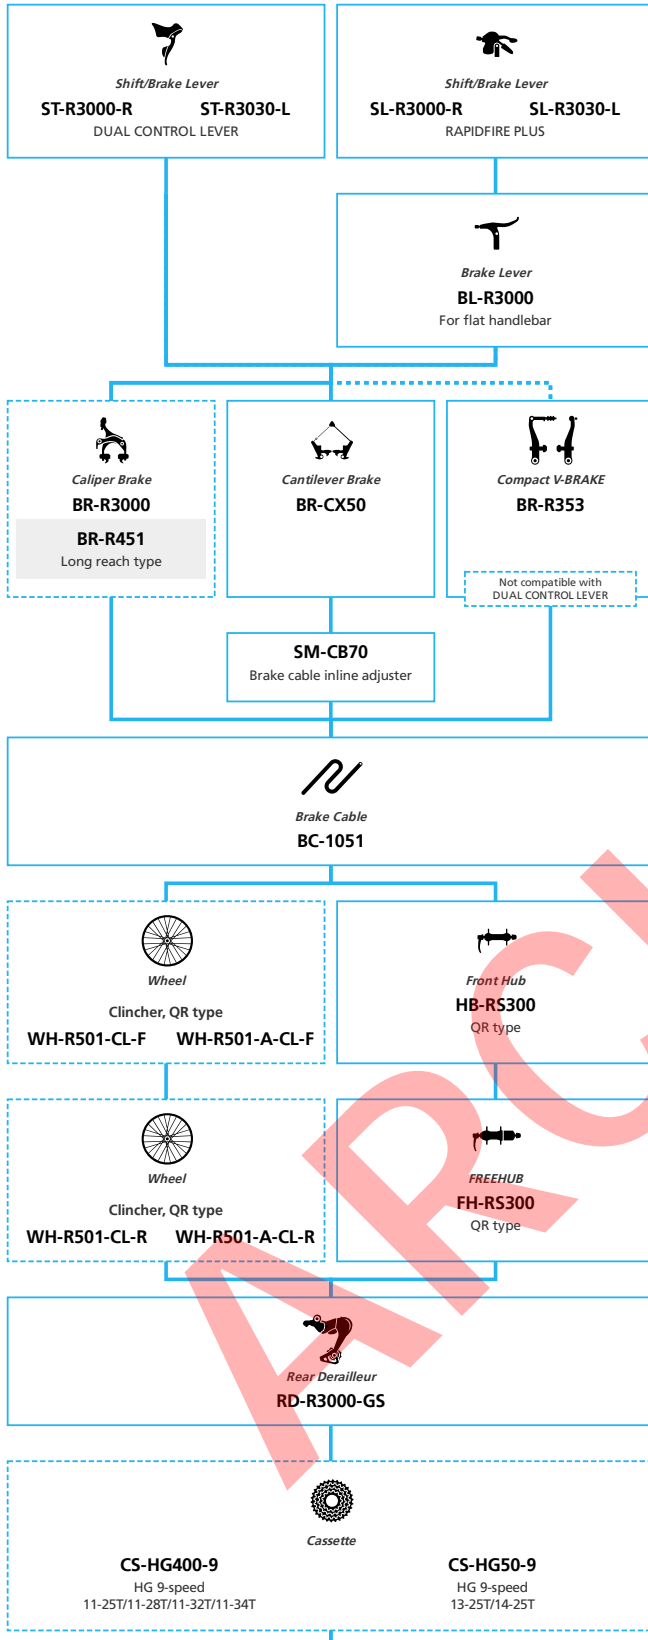 Shift/Brake Lever
ST-R3000-R ST-R3030-L
DUAL CONTROL LEVER
Shift/Brake Lever
SL-R3000-R SL-R3030-L
RAPIDFIRE PLUS
Brake Lever
BL-R3000
For flat handlebar
Caliper Brake
BR-R3000
BR-R451
Long reach type
Cantilever Brake
BR-CX50
Compact V-BRAKE
BR-R353
Not compatible with
DUAL CONTROL LEVER
SM-CB70
Brake cable inline adjuster
Brake Cable
BC-1051
Wheel
Clincher, QR type
WH-R501-CL-F WH-R501-A-CL-F
Front Hub
HB-RS300
QR type
Wheel
Clincher, QR type
WH-R501-CL-R WH-R501-A-CL-R
FREEHUB
FH-RS300
QR type
Rear Derailleur
RD-R3000-GS
Cassette
CS-HG400-9
HG 9-speed
11-25T/11-28T/11-32T/11-34T
CS-HG50-9
HG 9-speed
13-25T/14-25T
ARC